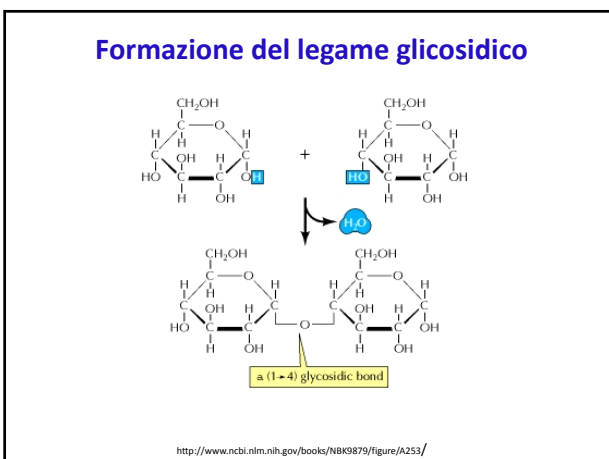 Formazione del legame glicosidico
CH₂OH CH₂OH
C O C O
H H H H H H
C C C C
HO OH H OH HO OH H OH
C C C C
H OH H OH
+
H₂O
CH₂OH CH₂OH
C O C O
H H H H H H
C C C C
HO OH H O OH H OH
C C C C
H OH H OH
a (1→4) glycosidic bond
http://www.ncbi.nlm.nih.gov/books/NBK9879/figure/A253/